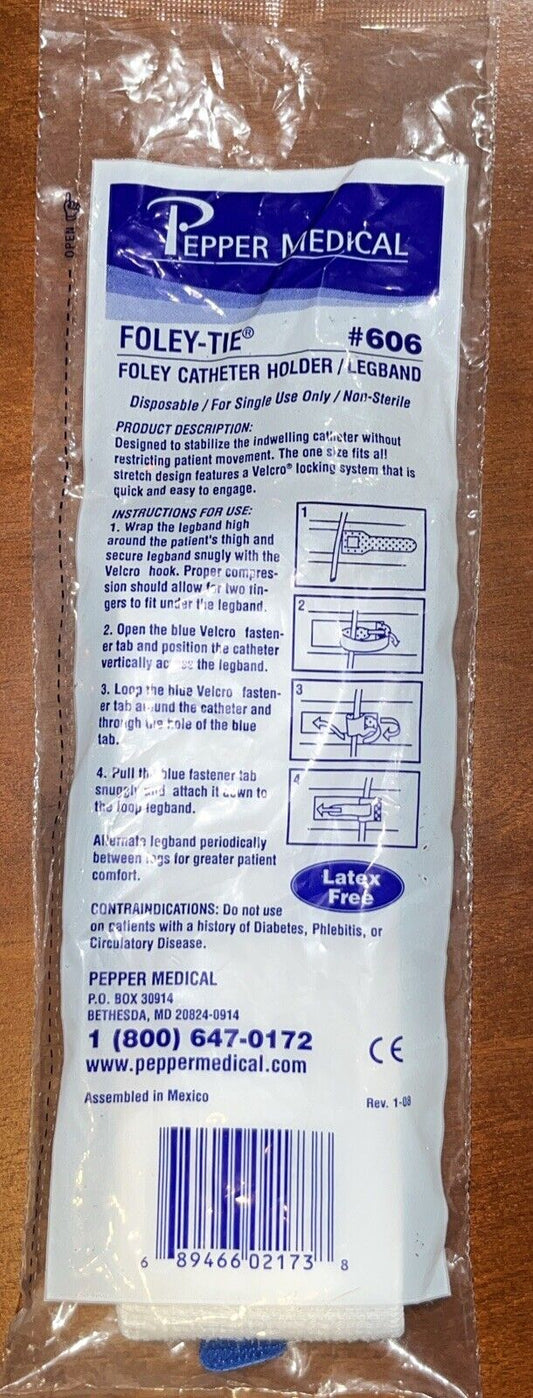 OPEN
PEPPER MEDICAL
FOLEY-TIE® #606
FOLEY CATHETER HOLDER / LEGBAND
Disposable / For Single Use Only / Non-Sterile
PRODUCT DESCRIPTION:
Designed to stabilize the indwelling catheter without
restricting patient movement. The one size fits all
stretch design features a Velcro® locking system that is
quick and easy to engage.
INSTRUCTIONS FOR USE:
1. Wrap the legband high
around the patient's thigh and
secure legband snugly with the
Velcro hook. Proper compres-
sion should allow for two fin-
gers to fit under the legband.
2. Open the blue Velcro fasten-
er tab and position the catheter
vertically across the legband.
3. Loop the blue Velcro fasten-
er tab around the catheter and
through the hole of the blue
tab.
4. Pull the blue fastener tab
snugly and attach it down to
the loop legband.
Alternate legband periodically
between legs for greater patient
comfort.
1
2
3
4
Latex
Free
CONTRAINDICATIONS: Do not use
on patients with a history of Diabetes, Phlebitis, or
Circulatory Disease.
PEPPER MEDICAL
P.O. BOX 30914
BETHESDA, MD 20824-0914
1 (800) 647-0172
www.peppermedical.com
CE
Assembled in Mexico
Rev. 1-08
6 89466 02173 8